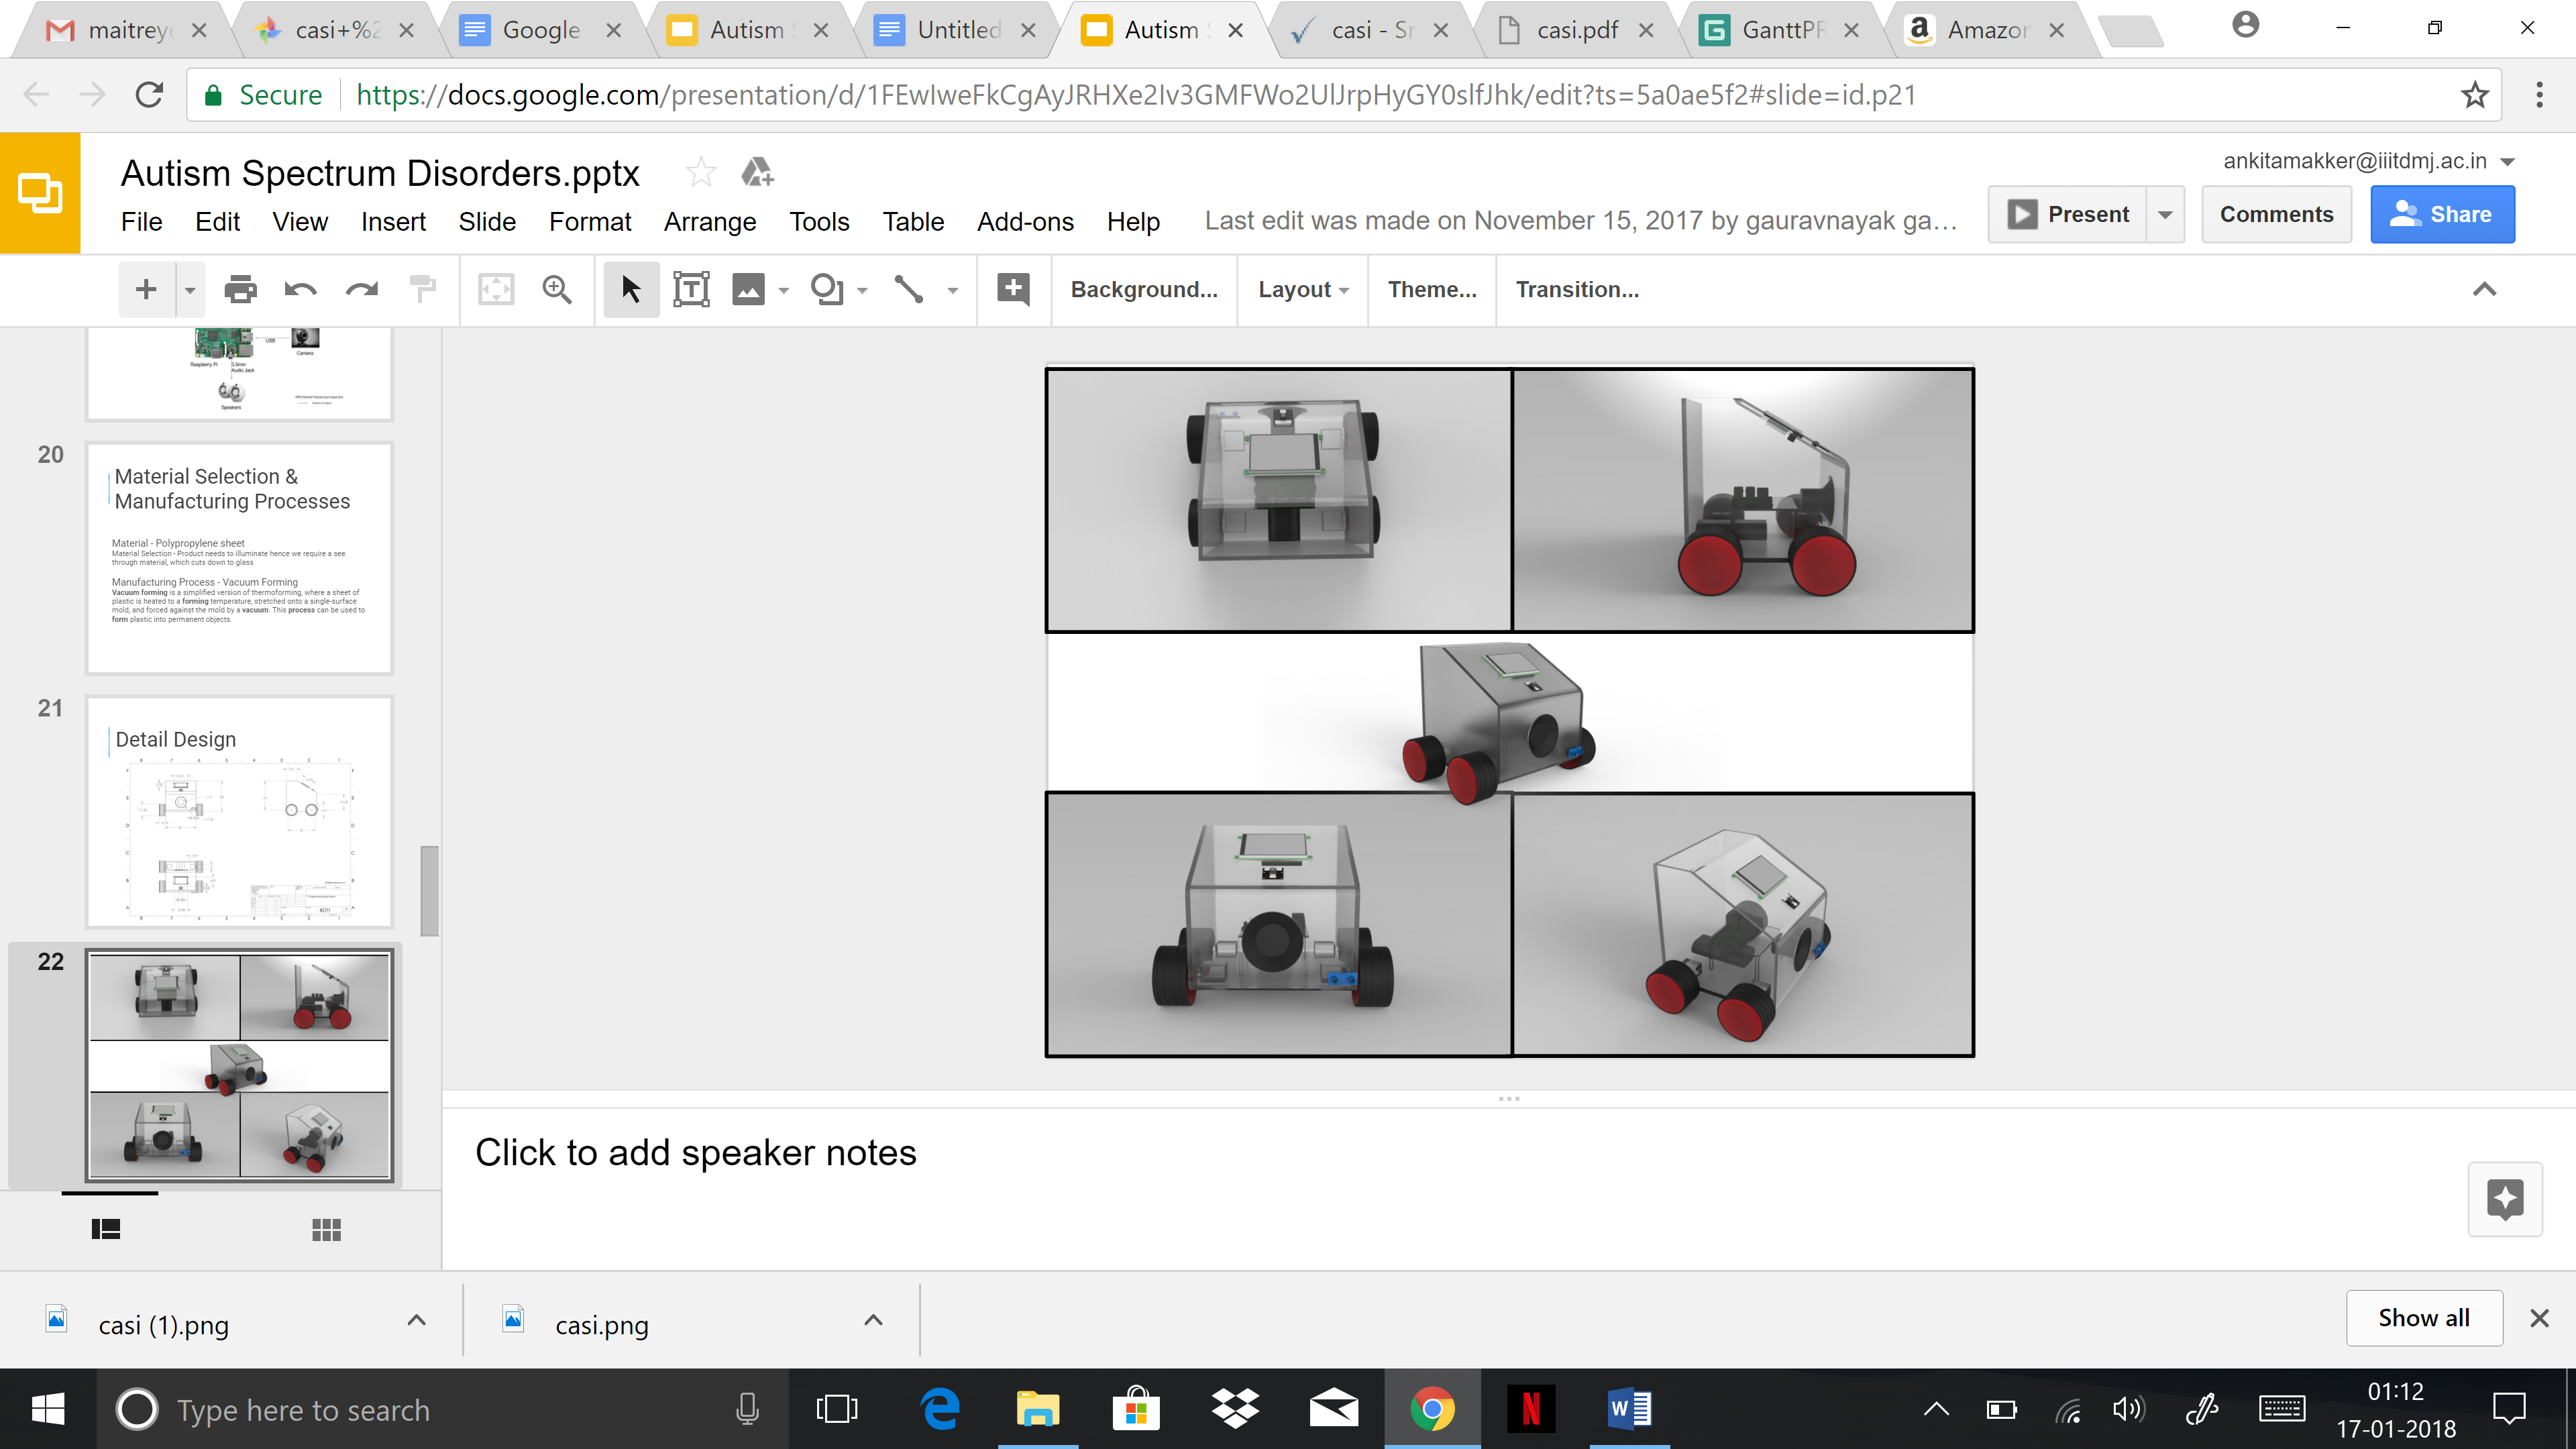 maitrey
casi+%2
Google
Autism
Untitled
Autism
casi - Sr
casi.pdf
GanttPR
Amazon
Secure
https://docs.google.com/presentation/d/1FEwIweFkCgAyJRHXe2Iv3GMFWo2UlJrpHyGY0slfJhk/edit?ts=5a0ae5f2#slide=id.p21
Autism Spectrum Disorders.pptx
ankitamakker@iiitdmj.ac.in
File Edit View Insert Slide Format Arrange Tools Table Add-ons Help
Last edit was made on November 15, 2017 by gauravnayak ga...
Present
Comments
Share
Background...
Layout
Theme...
Transition...
USB
Camera
Raspberry Pi
3.5mm
Audio Jack
Speakers
20
Material Selection &
Manufacturing Processes
Material - Polypropylene sheet
Material Selection - Product needs to illuminate hence we require a see
through material, which cuts down to glass
Manufacturing Process - Vacuum Forming
Vacuum forming is a simplified version of thermoforming, where a sheet of
plastic is heated to a forming temperature, stretched onto a single-surface
mold, and forced against the mold by a vacuum. This process can be used to
form plastic into permanent objects.
21
Detail Design
22
Click to add speaker notes
casi (1).png
casi.png
Show all
Type here to search
01:12
17-01-2018